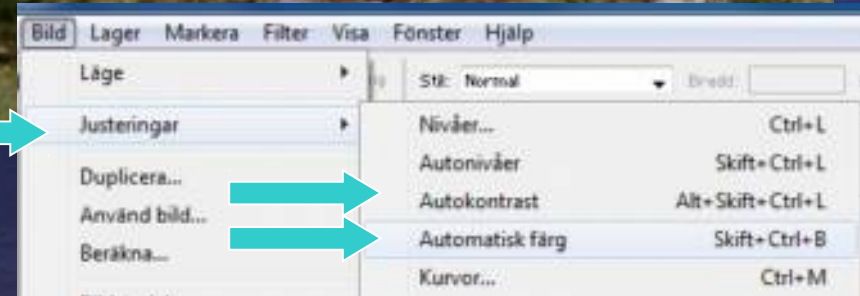 Bild Lager Markera Filter Visa Fönster Hjälp
Läge
Stil: Normal Bredd:
Justeringar
Nivåer... Ctrl+L
Autonivåer Skift+Ctrl+L
Duplicera...
Autokontrast Alt+Skift+Ctrl+L
Använd bild...
Automatisk färg Skift+Ctrl+B
Beräkna...
Kurvor... Ctrl+M